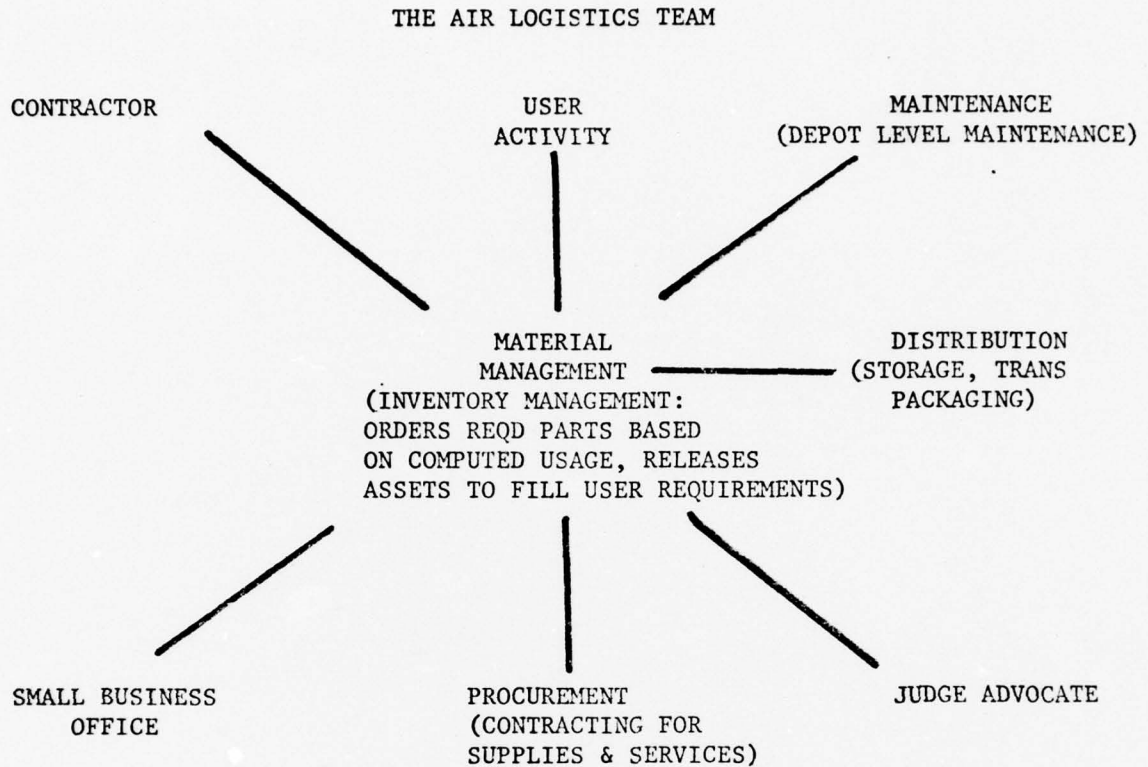 THE AIR LOGISTICS TEAM
CONTRACTOR
USER
ACTIVITY
MAINTENANCE
(DEPOT LEVEL MAINTENANCE)
MATERIAL
MANAGEMENT
(INVENTORY MANAGEMENT:
ORDERS REQD PARTS BASED
ON COMPUTED USAGE, RELEASES
ASSETS TO FILL USER REQUIREMENTS)
DISTRIBUTION
(STORAGE, TRANS
PACKAGING)
SMALL BUSINESS
OFFICE
PROCUREMENT
(CONTRACTING FOR
SUPPLIES & SERVICES)
JUDGE ADVOCATE